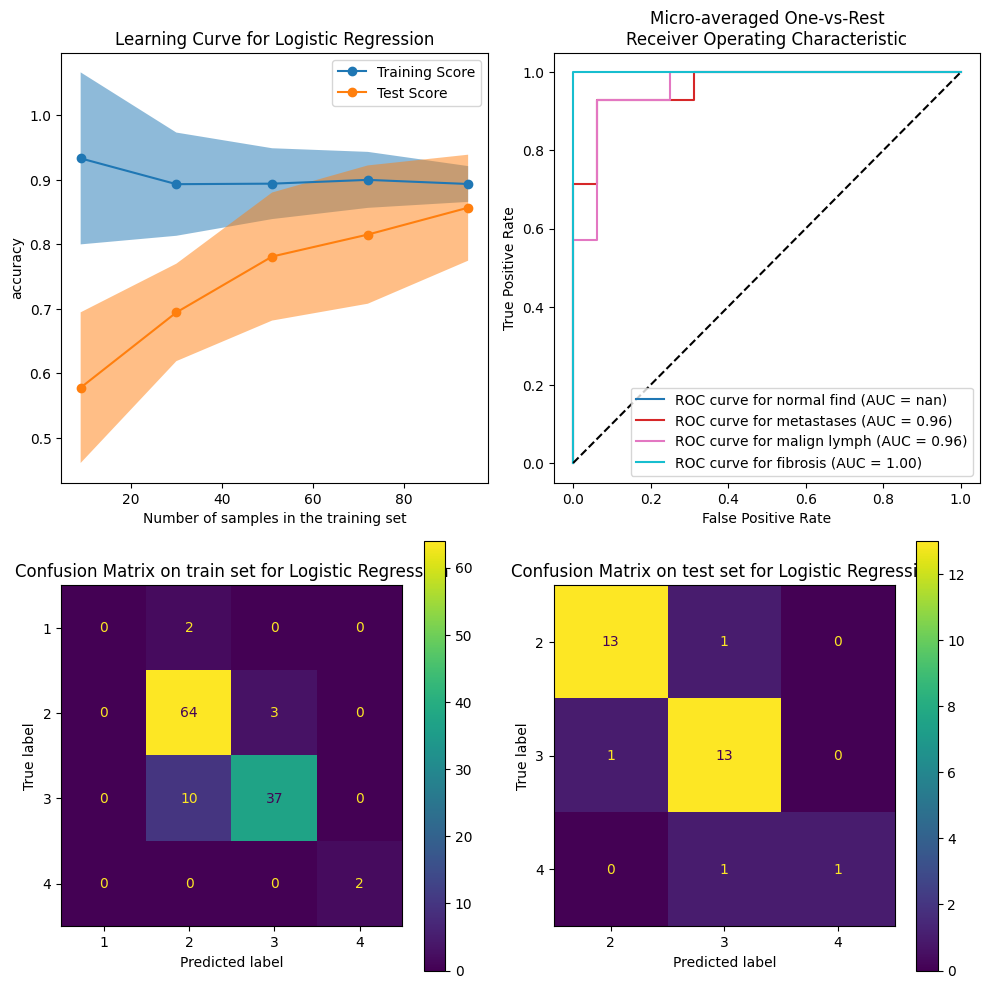 Learning Curve for Logistic Regression
Training Score
Test Score
1.0
0.9
0.8
0.7
0.6
0.5
accuracy
20 40 60 80
Number of samples in the training set
Micro-averaged One-vs-Rest
Receiver Operating Characteristic
1.0
0.8
0.6
0.4
0.2
0.0
True Positive Rate
ROC curve for normal find (AUC = nan)
ROC curve for metastases (AUC = 0.96)
ROC curve for malign lymph (AUC = 0.96)
ROC curve for fibrosis (AUC = 1.00)
0.0 0.2 0.4 0.6 0.8 1.0
False Positive Rate
Confusion Matrix on train set for Logistic Regress
True label
1 0 2 0 0
2 0 64 3 0
3 0 10 37 0
4 0 0 0 2
1 2 3 4
Predicted label
60
50
40
30
20
10
0
Confusion Matrix on test set for Logistic Regressi
True label
2 13 1 0
3 1 13 0
4 0 1 1
2 3 4
Predicted label
12
10
8
6
4
2
0